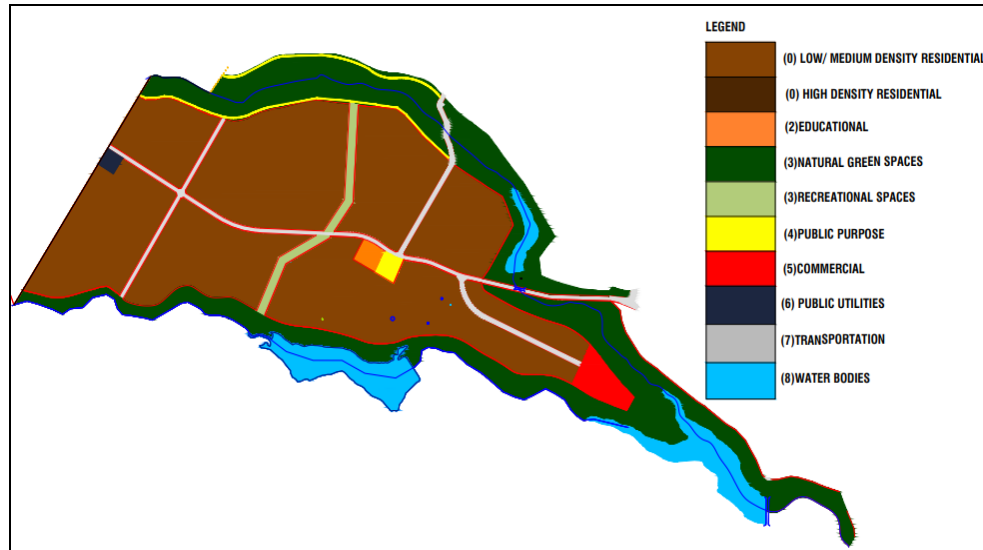 LEGEND
(0) LOW/ MEDIUM DENSITY RESIDENTIAL
(0) HIGH DENSITY RESIDENTIAL
(2)EDUCATIONAL
(3)NATURAL GREEN SPACES
(3)RECREATIONAL SPACES
(4)PUBLIC PURPOSE
(5)COMMERCIAL
(6) PUBLIC UTILITIES
(7)TRANSPORTATION
(8)WATER BODIES